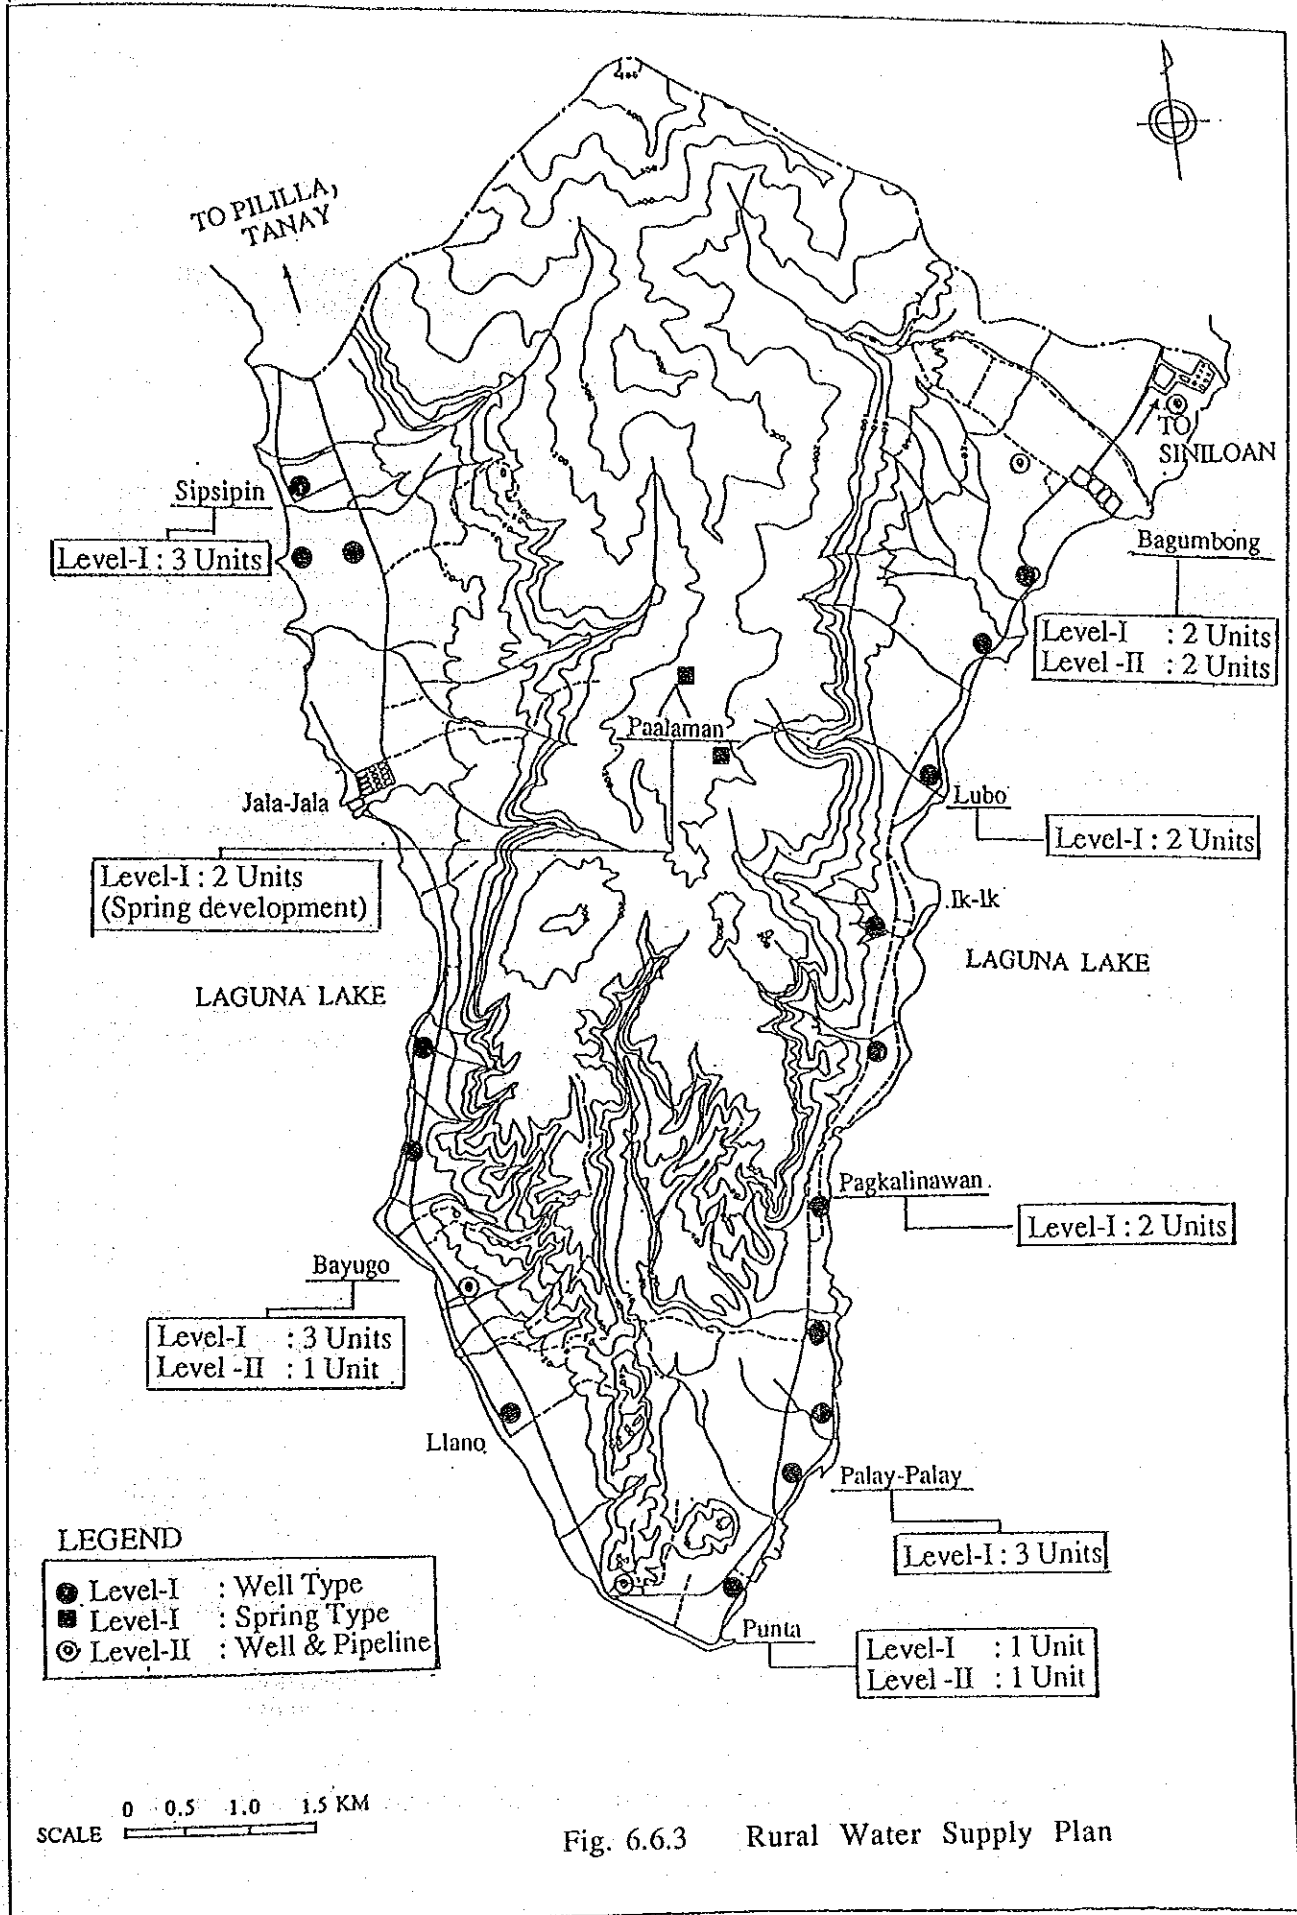 TO PILILLA,
TANAY
TO
SINILOAN
Sipsipin
Level-I : 3 Units
Bagumbong
Level-I : 2 Units
Level -II : 2 Units
Paalaman
Jala-Jala
Lubo
Level-I : 2 Units
Level-I : 2 Units
(Spring development)
Ik-Ik
LAGUNA LAKE
LAGUNA LAKE
Pagkalinawan
Level-I : 2 Units
Bayugo
Level-I : 3 Units
Level -II : 1 Unit
Llano
Palay-Palay
Level-I : 3 Units
LEGEND
Level-I : Well Type
Level-I : Spring Type
Level-II : Well & Pipeline
Punta
Level-I : 1 Unit
Level -II : 1 Unit
0 0.5 1.0 1.5 KM
SCALE
Fig. 6.6.3 Rural Water Supply Plan